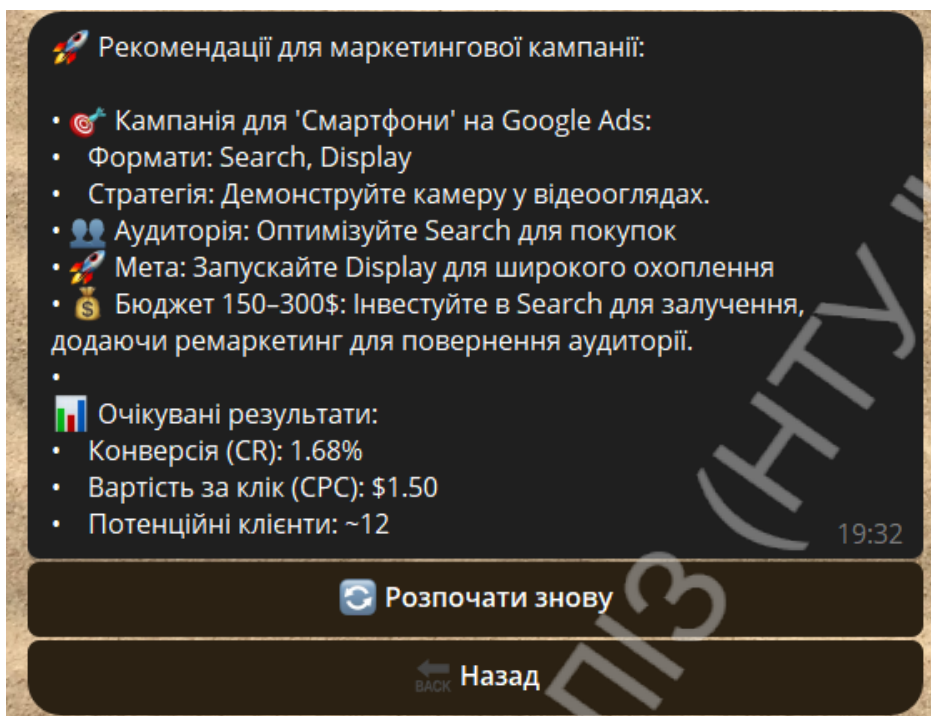 🚀 Рекомендації для маркетингової кампанії:
• 🎯 Кампанія для 'Смартфони' на Google Ads:
• Формати: Search, Display
• Стратегія: Демонструйте камеру у відеооглядах.
• 👥 Аудиторія: Оптимізуйте Search для покупок
• 🚀 Мета: Запускайте Display для широкого охоплення
• 💰 Бюджет 150–300$: Інвестуйте в Search для залучення,
додаючи ремаркетинг для повернення аудиторії.
•
📊 Очікувані результати:
• Конверсія (CR): 1.68%
• Вартість за клік (CPC): $1.50
• Потенційні клієнти: ~12
19:32
🔄 Розпочати знову
🔙 BACK Назад
ПІЗ (НТУ "